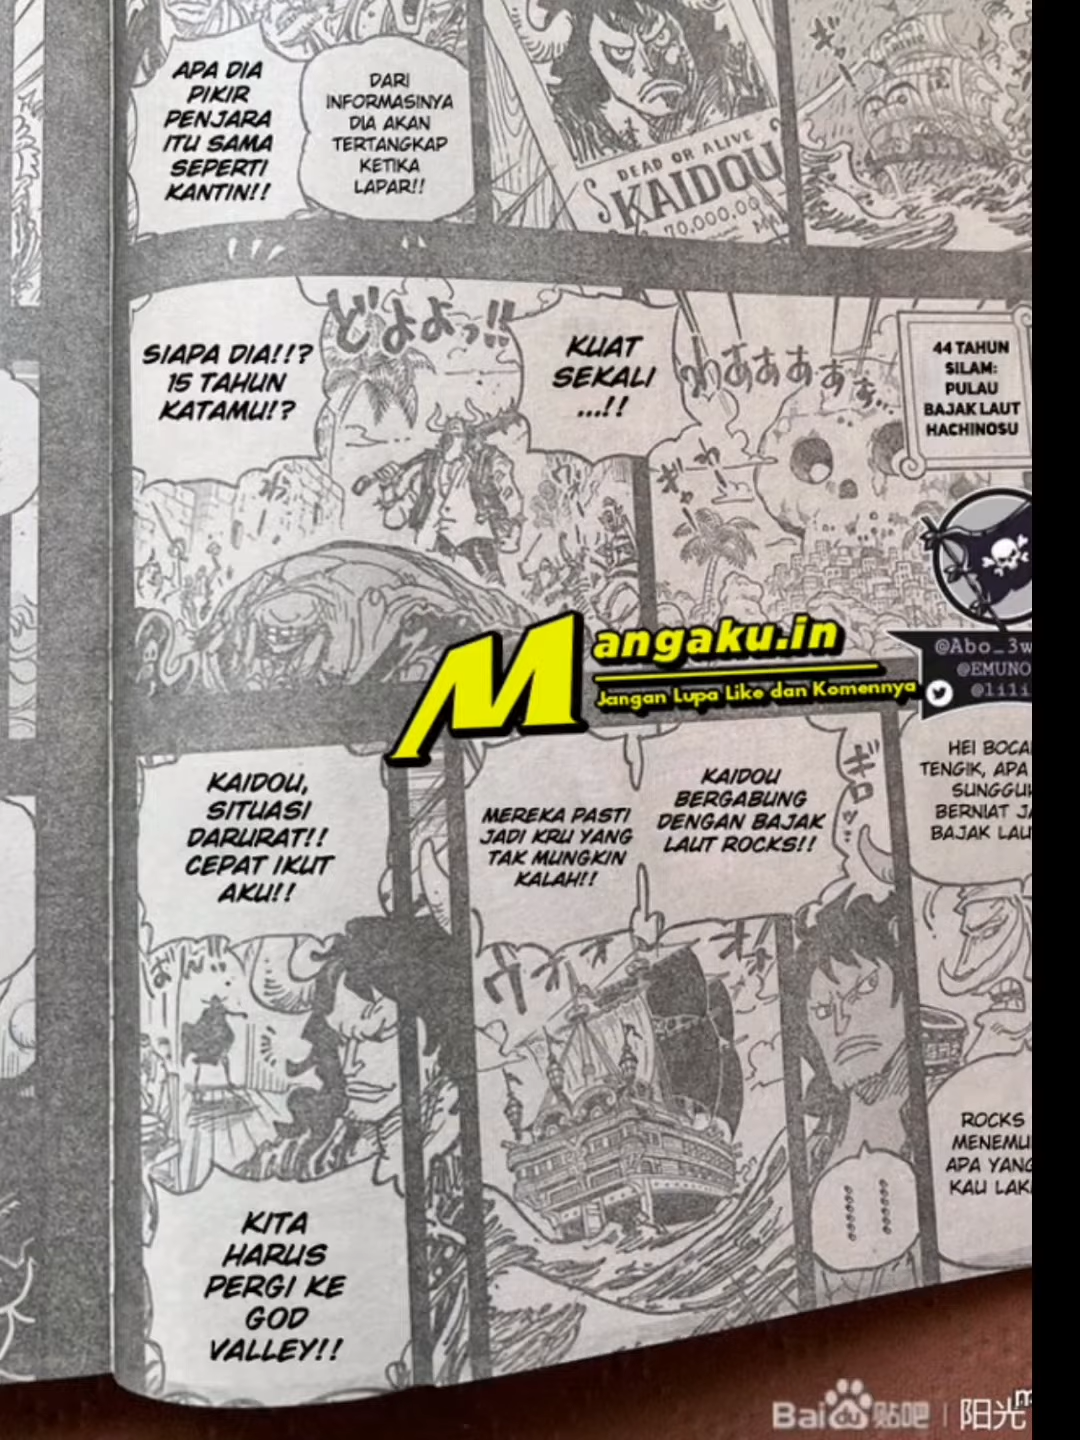 APA DIA
PIKIR
PENJARA
ITU SAMA
SEPERTI
KANTIN!!
DARI
INFORMASINYA
DIA AKAN
TERTANGKAP
KETIKA
LAPAR!!
DEAD OR ALIVE
KAIDOU
SIAPA DIA!!?
15 TAHUN
KATAMU!?
どよよっ!!
KUAT
SEKALI
...!!
44 TAHUN
SILAM:
PULAU
BAJAK LAUT
HACHINOSU
Mangaku.in
Jangan Lupa Like dan Komennya
@Abo_3w
@EMUNO
@lili
KAIDOU,
SITUASI
DARURAT!!
CEPAT IKUT
AKU!!
MEREKA PASTI
JADI KRU YANG
TAK MUNGKIN
KALAH!!
KAIDOU
BERGABUNG
DENGAN BAJAK
LAUT ROCKS!!
HEI BOCA
TENGIK, APA
SUNGGU
BERNIAT JA
BAJAK LAU
ROCKS
MENEMU
APA YANG
KAU LAK
KITA
HARUS
PERGI KE
GOD
VALLEY!!
Baidu贴吧 | 阳光